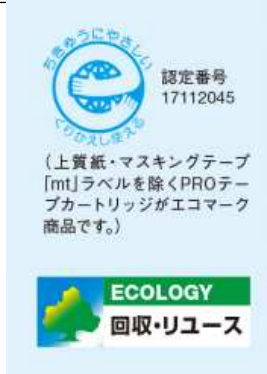 ちきゅうにやさしい
くりかえし使える
認定番号
17112045
(上質紙・マスキングテープ
「mt」ラベルを除くPROテー
プカートリッジがエコマーク
商品です。)
ECOLOGY
回収・リユース